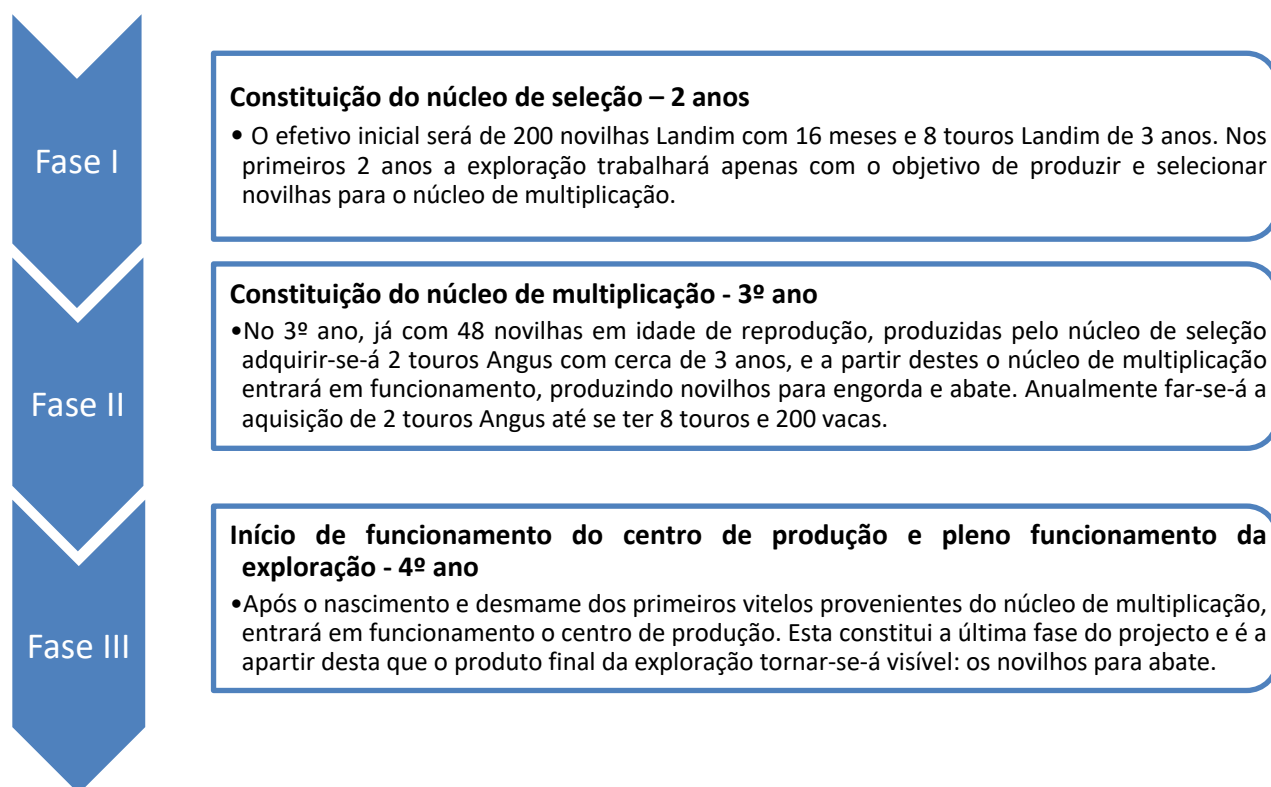 Fase I
Constituição do núcleo de seleção – 2 anos
• O efetivo inicial será de 200 novilhas Landim com 16 meses e 8 touros Landim de 3 anos. Nos
primeiros 2 anos a exploração trabalhará apenas com o objetivo de produzir e selecionar
novilhas para o núcleo de multiplicação.
Fase II
Constituição do núcleo de multiplicação - 3º ano
•No 3º ano, já com 48 novilhas em idade de reprodução, produzidas pelo núcleo de seleção
adquirir-se-á 2 touros Angus com cerca de 3 anos, e a partir destes o núcleo de multiplicação
entrará em funcionamento, produzindo novilhos para engorda e abate. Anualmente far-se-á a
aquisição de 2 touros Angus até se ter 8 touros e 200 vacas.
Fase III
Início de funcionamento do centro de produção e pleno funcionamento da
exploração - 4º ano
•Após o nascimento e desmame dos primeiros vitelos provenientes do núcleo de multiplicação,
entrará em funcionamento o centro de produção. Esta constitui a última fase do projecto e é a
apartir desta que o produto final da exploração tornar-se-á visível: os novilhos para abate.